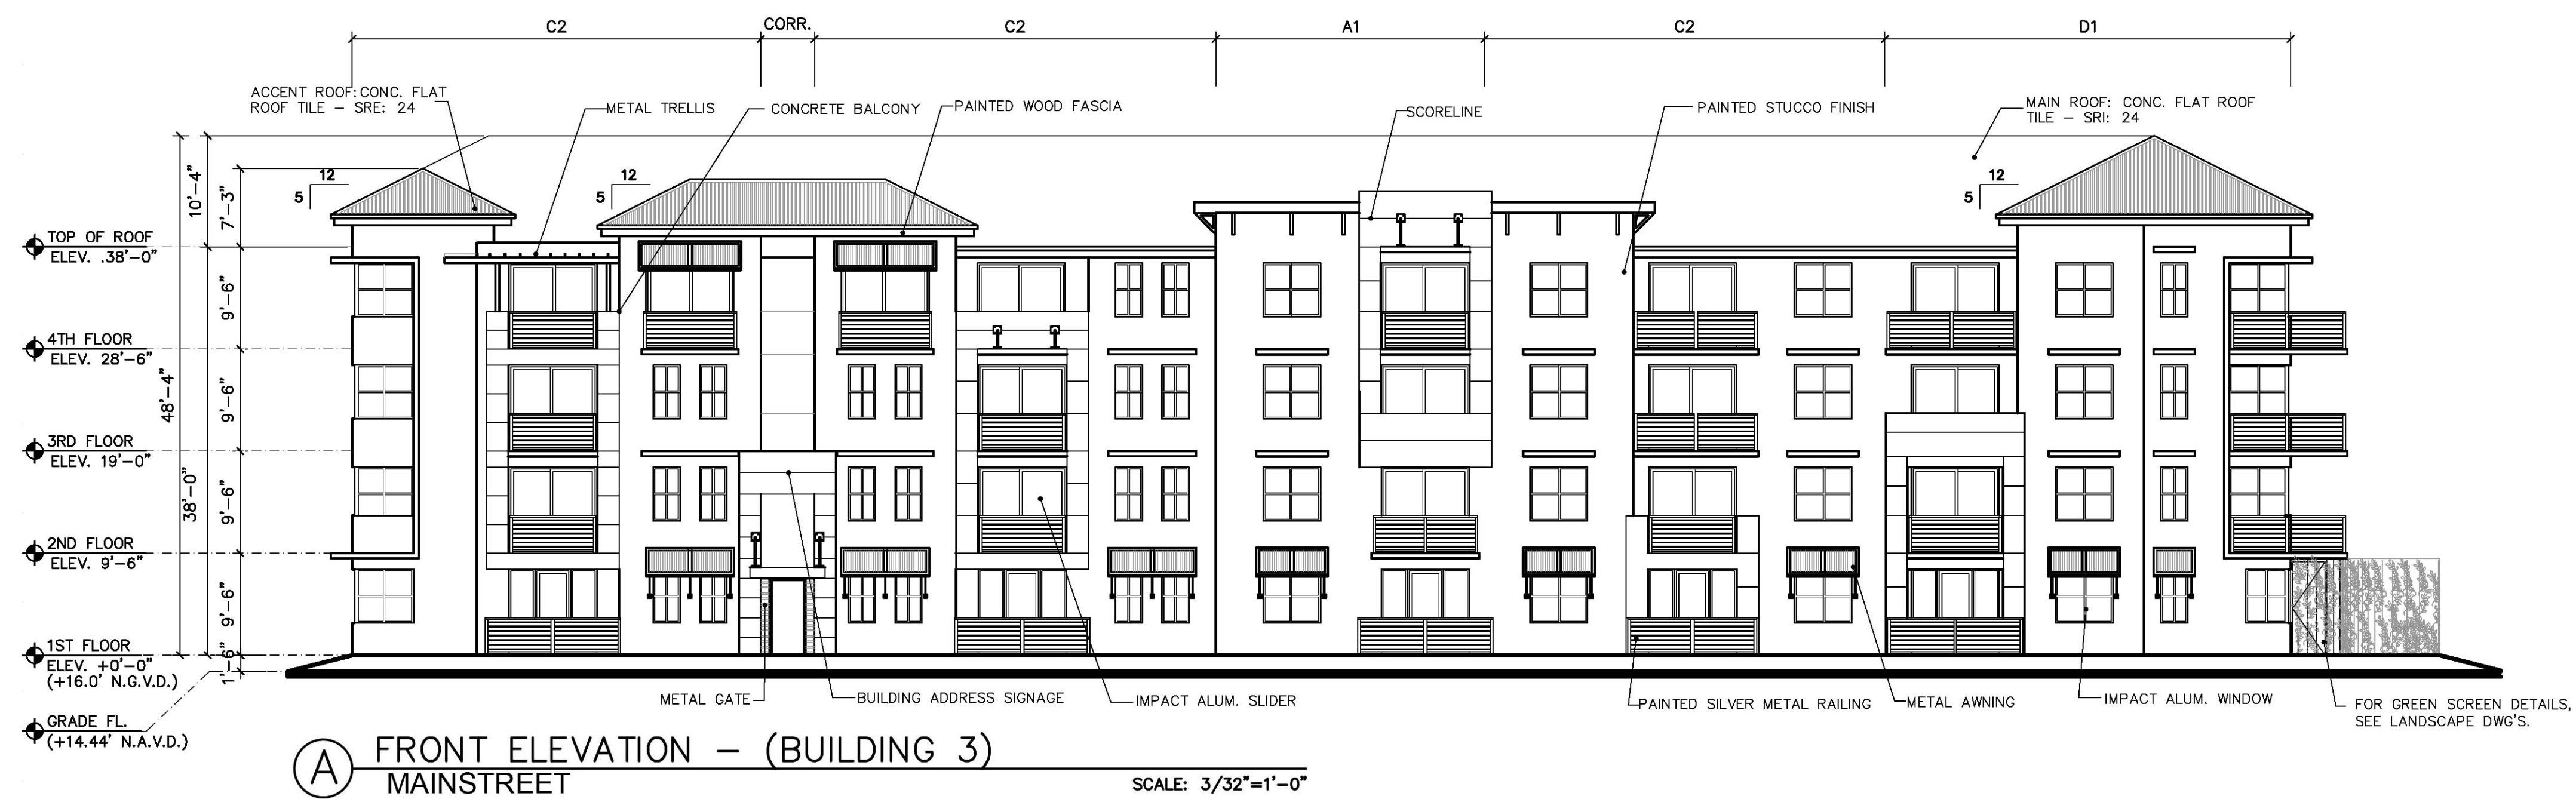 C2
CORR.
C2
A1
C2
D1
ACCENT ROOF: CONC. FLAT
ROOF TILE – SRE: 24
METAL TRELLIS
CONCRETE BALCONY
PAINTED WOOD FASCIA
SCORELINE
PAINTED STUCCO FINISH
MAIN ROOF: CONC. FLAT ROOF
TILE – SRI: 24
12
5
12
5
12
5
10'–4"
7'–3"
48'–4"
38'–0"
9'–6"
9'–6"
9'–6"
9'–6"
1'–6"
TOP OF ROOF
ELEV. .38'–0"
4TH FLOOR
ELEV. 28'–6"
3RD FLOOR
ELEV. 19'–0"
2ND FLOOR
ELEV. 9'–6"
1ST FLOOR
ELEV. +0'–0"
(+16.0' N.G.V.D.)
GRADE FL.
(+14.44' N.A.V.D.)
METAL GATE
BUILDING ADDRESS SIGNAGE
IMPACT ALUM. SLIDER
PAINTED SILVER METAL RAILING
METAL AWNING
IMPACT ALUM. WINDOW
FOR GREEN SCREEN DETAILS,
SEE LANDSCAPE DWG'S.
A
FRONT ELEVATION – (BUILDING 3)
MAINSTREET
SCALE: 3/32"=1'–0"